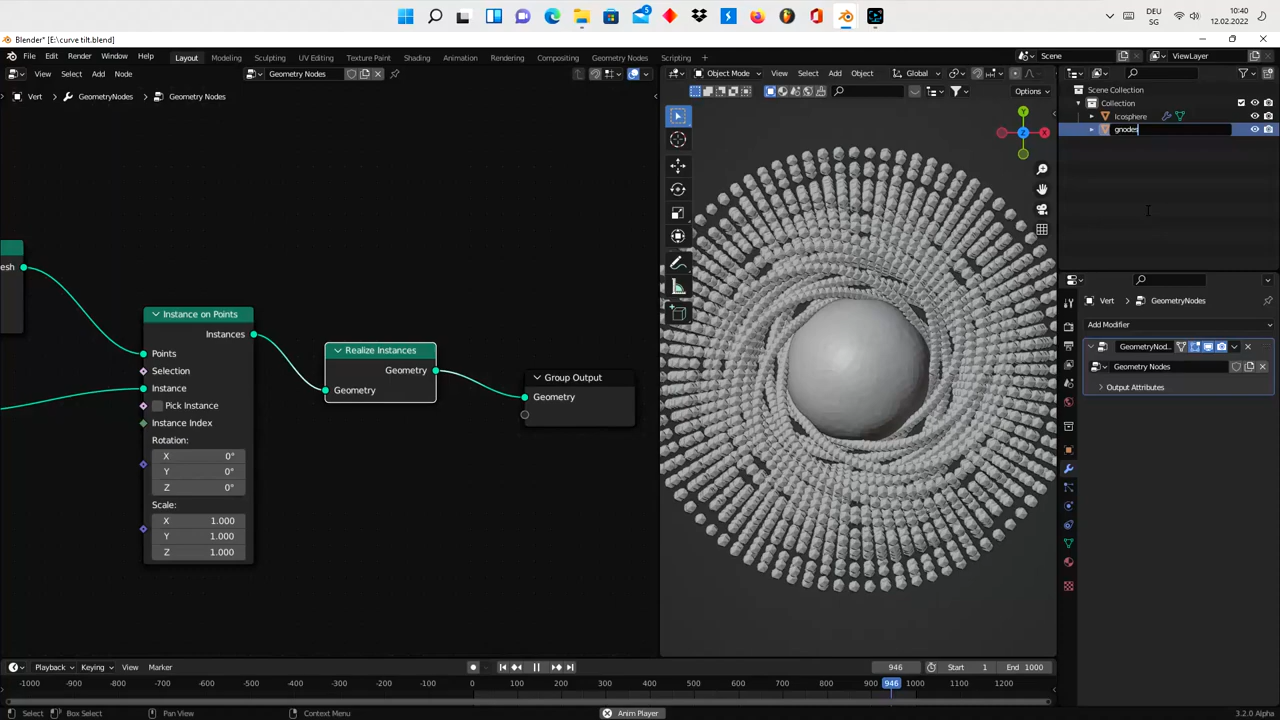 DEU
SG
10:40
12.02.2022
Blender* [E:\curve tilt.blend]
File Edit Render Window Help
Layout Modeling Sculpting UV Editing Texture Paint Shading Animation Rendering Compositing Geometry Nodes Scripting +
Scene
ViewLayer
View Select Add Node
Geometry Nodes
Object Mode View Select Add Object Global
Vert GeometryNodes Geometry Nodes
Options
Scene Collection
Collection
Icosphere
gnodes
Y
X
Z
esh
Instance on Points
Instances
Points
Selection
Instance
Pick Instance
Instance Index
Rotation:
X 0°
Y 0°
Z 0°
Scale:
X 1.000
Y 1.000
Z 1.000
Realize Instances
Geometry
Geometry
Group Output
Geometry
Vert GeometryNodes
Add Modifier
GeometryNod...
Geometry Nodes
Output Attributes
Playback Keying View Marker
946 Start 1 End 1000
-1000 -900 -800 -700 -600 -500 -400 -300 -200 -100 0 100 200 300 400 500 600 700 800 900 946 1000 1100 1200
Select Box Select Pan View Context Menu Anim Player 3.2.0 Alpha